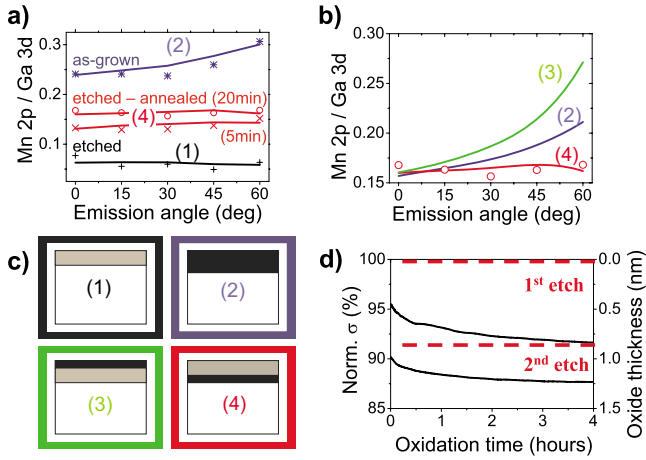 a)
0.3
0.15
0
Mn 2p / Ga 3d
as-grown
(2)
etched – annealed (20min)
(4)
(5min)
etched
(1)
0 15 30 45 60
Emission angle (deg)
b)
0.30
0.25
0.20
0.15
Mn 2p / Ga 3d
(3)
(2)
(4)
0 15 30 45 60
Emission angle (deg)
c)
(1)
(2)
(3)
(4)
d)
100
95
90
85
Norm. σ (%)
1st etch
2nd etch
0.0
0.5
1.0
1.5
Oxide thickness (nm)
0 1 2 3 4
Oxidation time (hours)